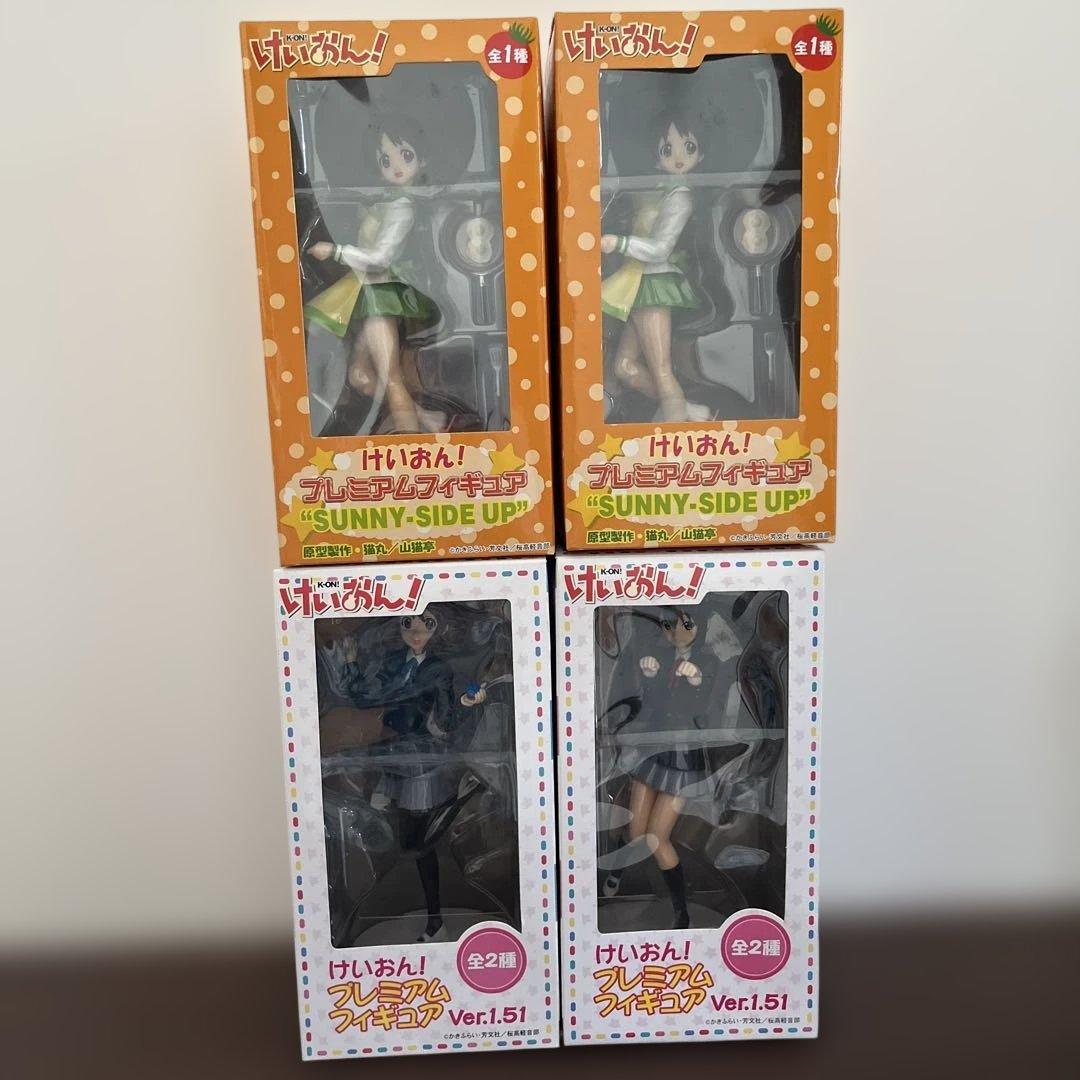 K-ON!
けいおん!
全1種
けいおん!
プレミアムフィギュア
“SUNNY-SIDE UP”
原型製作・猫丸/山猫亭
©かきふらい・芳文社/桜高軽音部
K-ON!
けいおん!
全1種
けいおん!
プレミアムフィギュア
“SUNNY-SIDE UP”
原型製作・猫丸/山猫亭
©かきふらい・芳文社/桜高軽音部
K-ON!
けいおん!
全2種
けいおん!
プレミアム
フィギュア Ver.1.51
©かきふらい・芳文社/桜高軽音部
K-ON!
けいおん!
全2種
けいおん!
プレミアム
フィギュア Ver.1.51
©かきふらい・芳文社/桜高軽音部